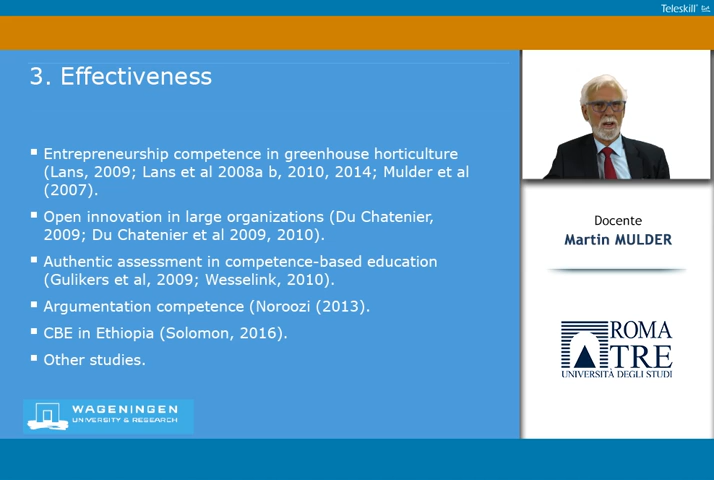 Teleskill
3. Effectiveness
▪ Entrepreneurship competence in greenhouse horticulture
(Lans, 2009; Lans et al 2008a b, 2010, 2014; Mulder et al
(2007).
▪ Open innovation in large organizations (Du Chatenier,
2009; Du Chatenier et al 2009, 2010).
▪ Authentic assessment in competence-based education
(Gulikers et al, 2009; Wesselink, 2010).
▪ Argumentation competence (Noroozi (2013).
▪ CBE in Ethiopia (Solomon, 2016).
▪ Other studies.
WAGENINGEN
UNIVERSITY & RESEARCH
Docente
Martin MULDER
ROMA
TRE
UNIVERSITÀ DEGLI STUDI